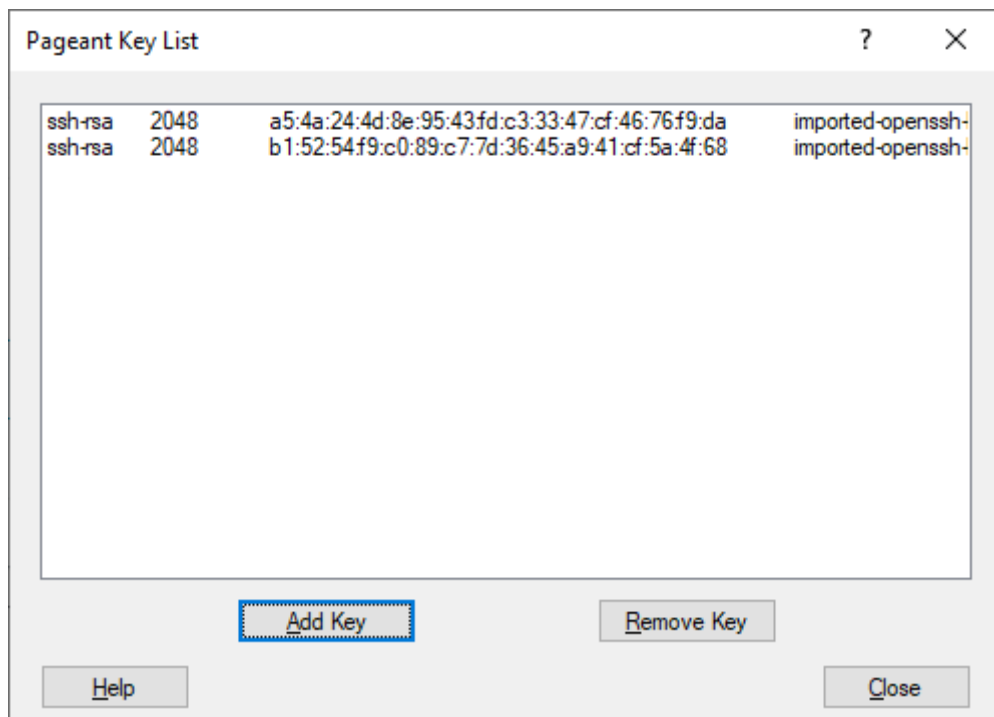 Pageant Key List
ssh-rsa 2048 a5:4a:24:4d:8e:95:43:fd:c3:33:47:cf:46:76:f9:da imported-openssh-
ssh-rsa 2048 b1:52:54:f9:c0:89:c7:7d:36:45:a9:41:cf:5a:4f:68 imported-openssh-
Add Key Remove Key
Help Close